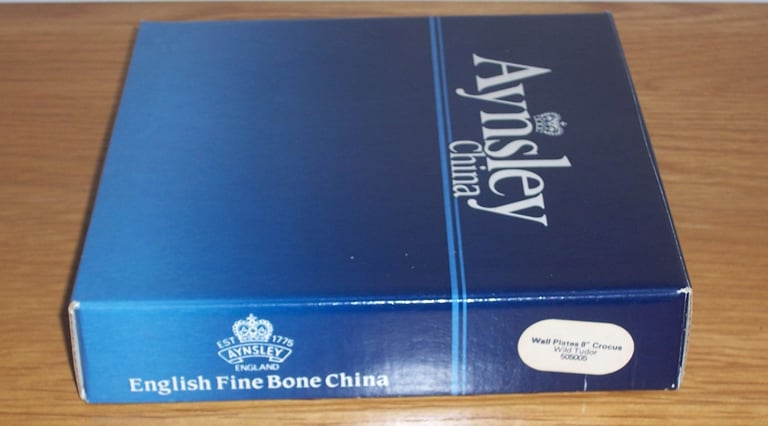 Aynsley
China
EST 1775
AYNSLEY
ENGLAND
English Fine Bone China
Wall Plates 8" Crocus
Wild Tudor
505005